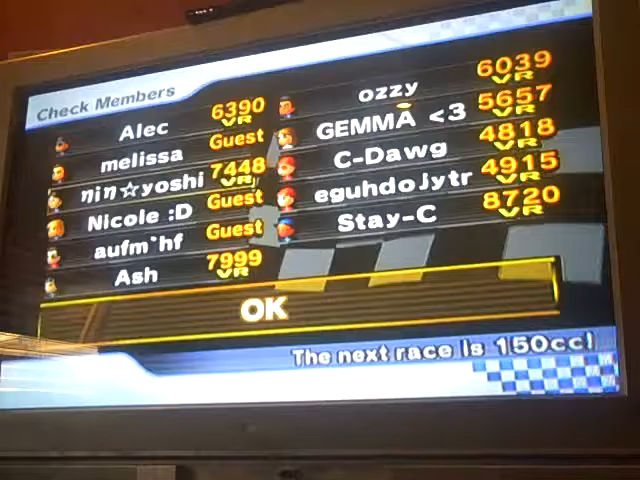 Check Members
Alec 6390 VR
melissa Guest
ηiη☆yoshi 7448 VR
Nicole :D Guest
aufm*hf Guest
Ash 7999 VR
ozzy 6039 VR
GEMMA <3 5657 VR
C-Dawg 4818 VR
eguhdoJytr 4915 VR
Stay-C 8720 VR
OK
The next race is 150cc!